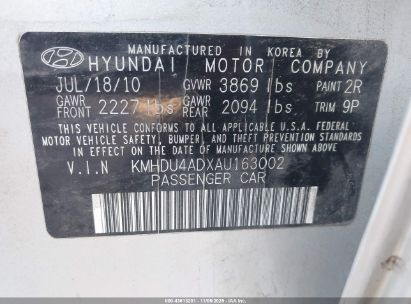 MANUFACTURED IN KOREA BY
HYUNDAI MOTOR COMPANY
JUL/18/10 GVWR 3869 lbs PAINT 2R
GAWR FRONT 2227 lbs GAWR REAR 2094 lbs TRIM 9P
THIS VEHICLE CONFORMS TO ALL APPLICABLE U.S.A FEDERAL
MOTOR VEHICLE SAFETY, BUMPER, AND THEFT PREVENTION
STANDARDS IN EFFECT ON THE DATE OF MANUFACTURE SHOWN ABOVE.
V.I.N KMHDU4ADXAU163002
PASSENGER CAR